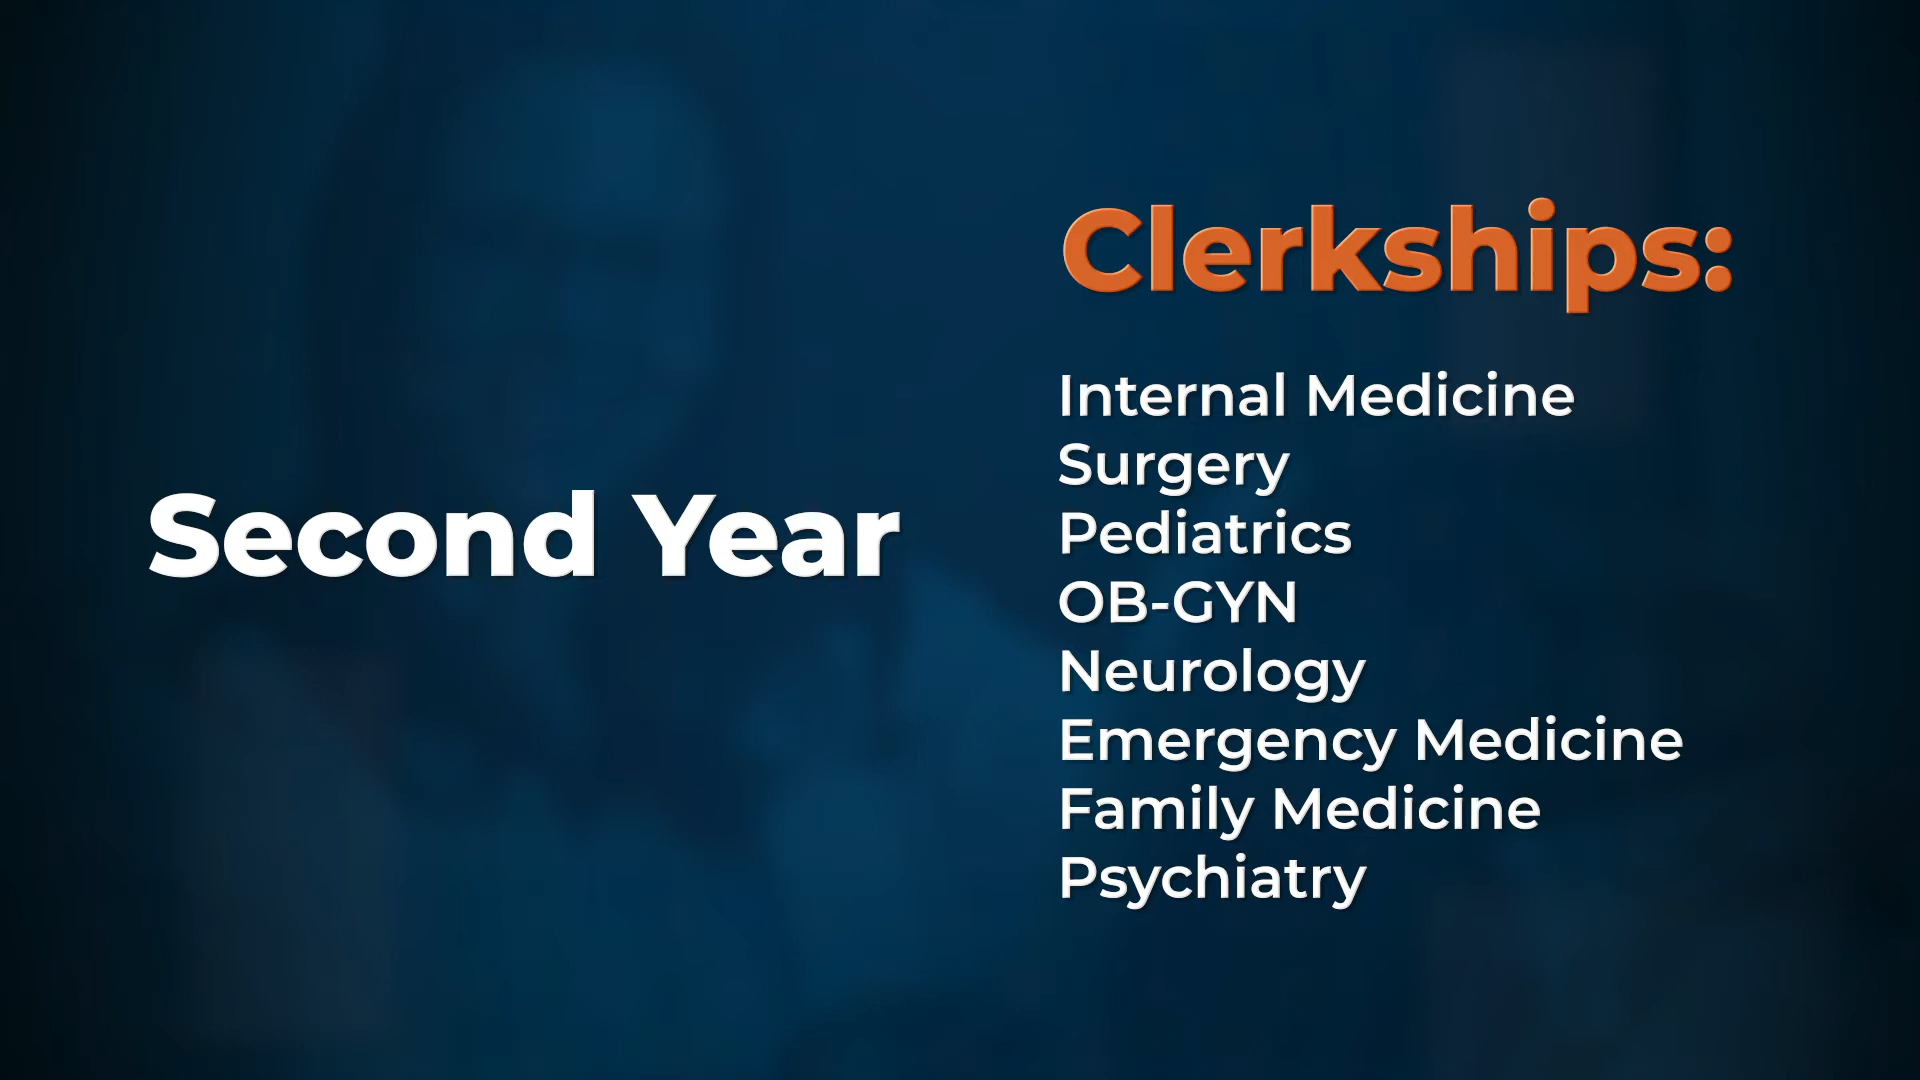 Second Year
Clerkships:
Internal Medicine
Surgery
Pediatrics
OB-GYN
Neurology
Emergency Medicine
Family Medicine
Psychiatry